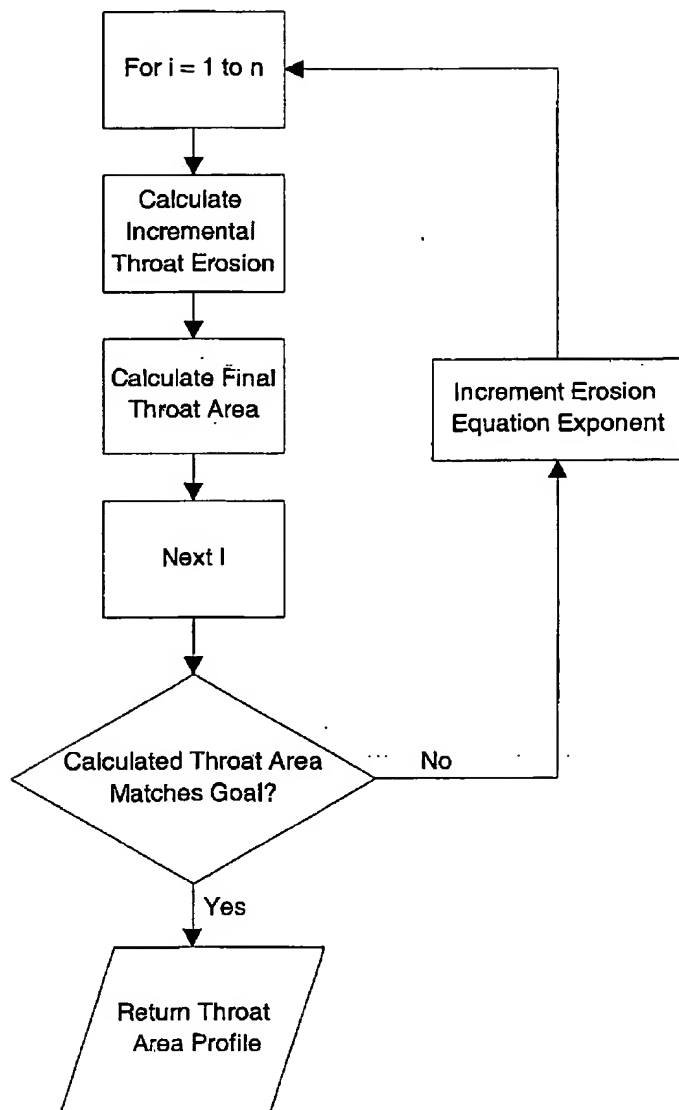 For i = 1 to n
Calculate
Incremental
Throat Erosion
Calculate Final
Throat Area
Increment Erosion
Equation Exponent
Next I
Calculated Throat Area
Matches Goal?
No
Yes
Return Throat
Area Profile